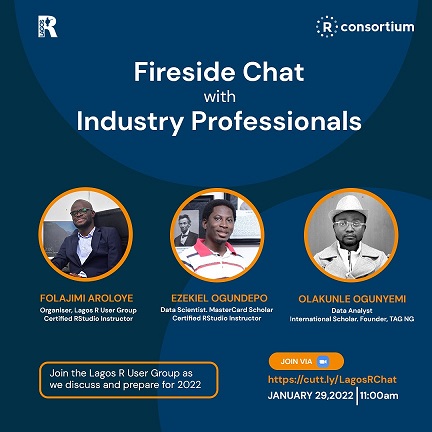 LAGOS R
R consortium
Fireside Chat
with
Industry Professionals
FOLAJIMI AROLOYE
Organiser, Lagos R User Group
Certified RStudio Instructor
EZEKIEL OGUNDEPO
Data Scientist. MasterCard Scholar
Certified RStudio Instructor
OLAKUNLE OGUNYEMI
Data Analyst
International Scholar. Founder, TAG NG
Join the Lagos R User Group as
we discuss and prepare for 2022
JOIN VIA
https://cutt.ly/LagosRChat
JANUARY 29,2022 | 11:00am